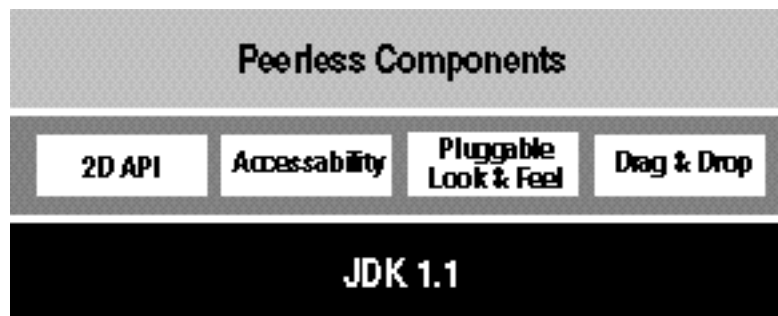 Peerless Components
2D API
Accessability
Pluggable
Look & Feel
Drag & Drop
JDK 1.1